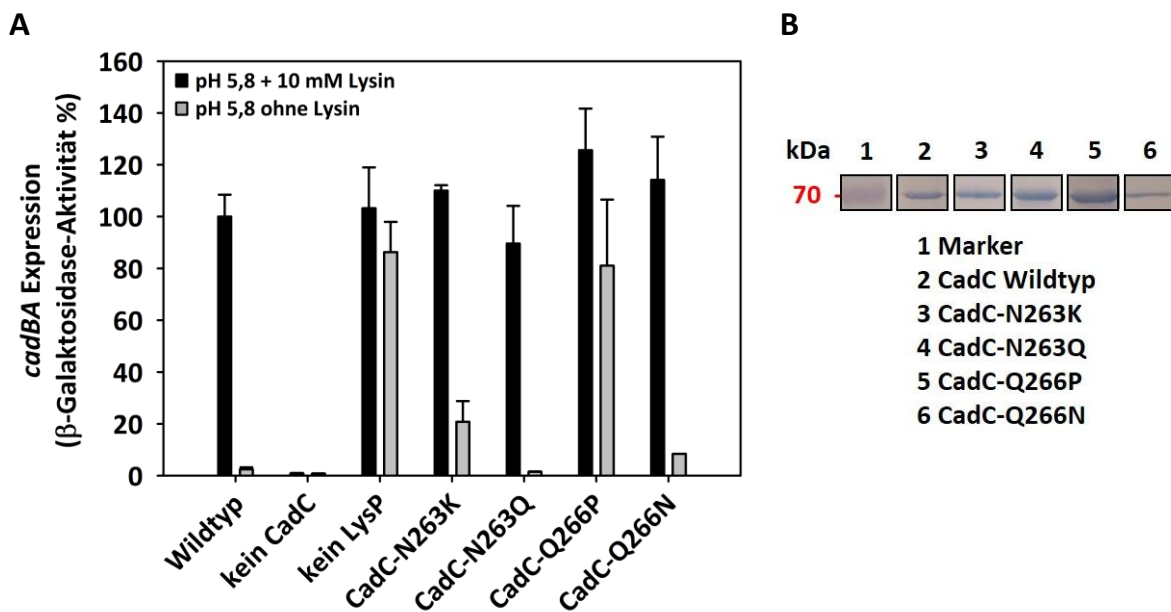 A
B
160
140
120
100
80
60
40
20
0
cadBA Expression
(β-Galaktosidase-Aktivität %)
pH 5,8 + 10 mM Lysin
pH 5,8 ohne Lysin
Wildtyp
kein CadC
kein LysP
CadC-N263K
CadC-N263Q
CadC-Q266P
CadC-Q266N
kDa 1 2 3 4 5 6
70 -
1 Marker
2 CadC Wildtyp
3 CadC-N263K
4 CadC-N263Q
5 CadC-Q266P
6 CadC-Q266N